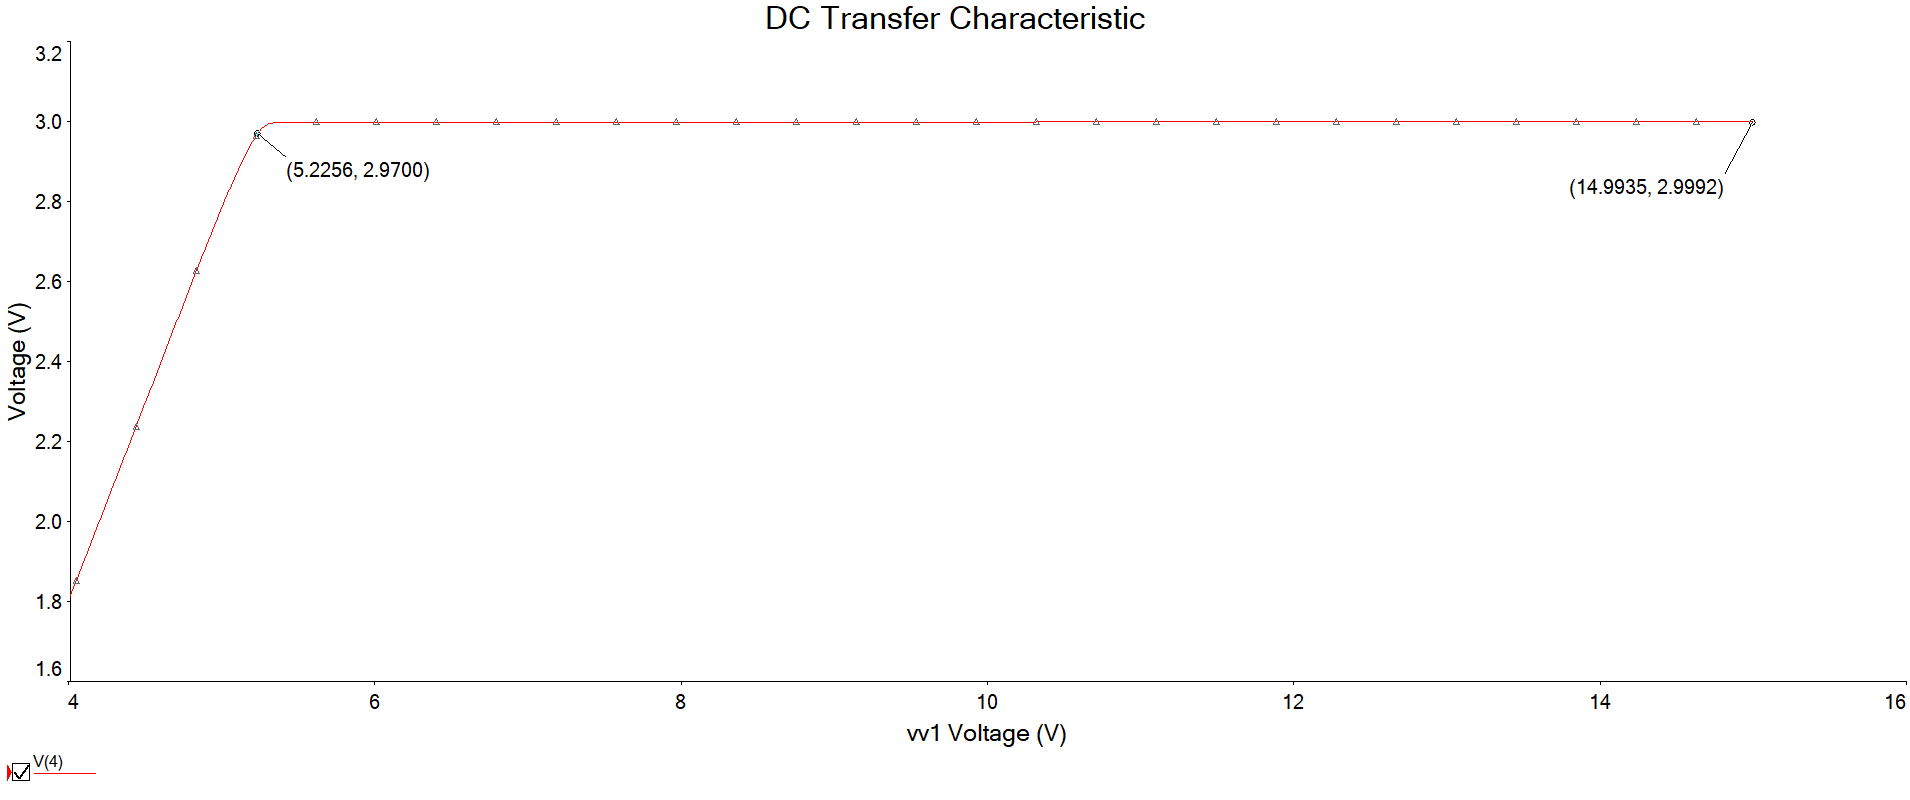 DC Transfer Characteristic
3.2
3.0
2.8
2.6
2.4
2.2
2.0
1.8
1.6
Voltage (V)
(5.2256, 2.9700)
(14.9935, 2.9992)
4 6 8 10 12 14 16
vv1 Voltage (V)
V(4)